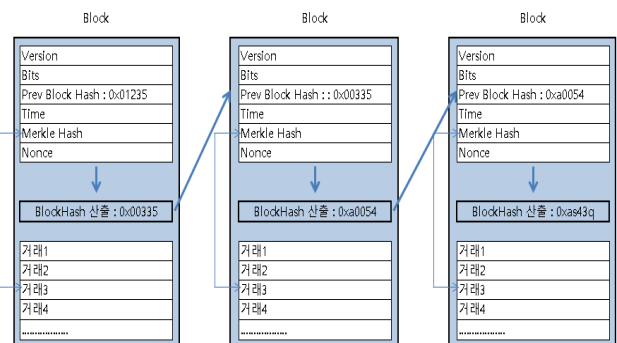 Block
Version
Bits
Prev Block Hash : 0x01235
Time
Merkle Hash
Nonce
BlockHash 산출 : 0x00335
거래1
거래2
거래3
거래4
..................
Block
Version
Bits
Prev Block Hash : : 0x00335
Time
Merkle Hash
Nonce
BlockHash 산출 : 0xa0054
거래1
거래2
거래3
거래4
..................
Block
Version
Bits
Prev Block Hash : 0xa0054
Time
Merkle Hash
Nonce
BlockHash 산출 : 0xas43q
거래1
거래2
거래3
거래4
..................